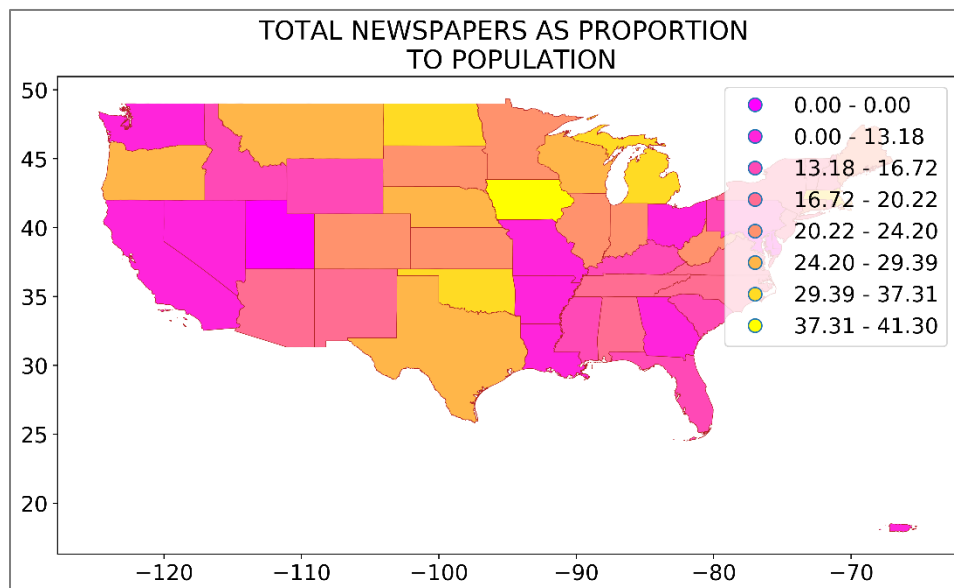 TOTAL NEWSPAPERS AS PROPORTION
TO POPULATION
50
45
40
35
30
25
20
0.00 - 0.00
0.00 - 13.18
13.18 - 16.72
16.72 - 20.22
20.22 - 24.20
24.20 - 29.39
29.39 - 37.31
37.31 - 41.30
−120
−110
−100
−90
−80
−70